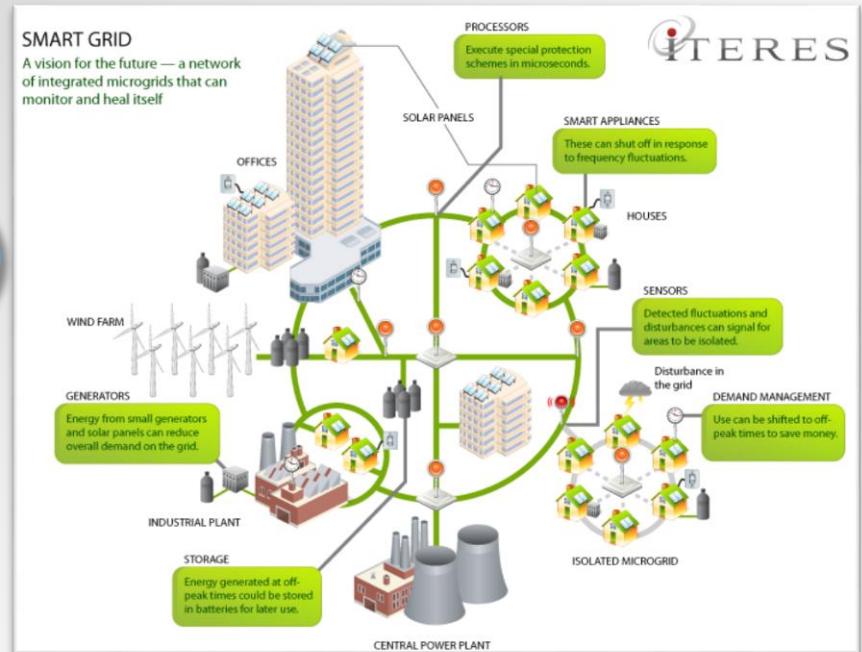 SMART GRID
A vision for the future — a network
of integrated microgrids that can
monitor and heal itself
PROCESSORS
Execute special protection
schemes in microseconds.
ITERES
SOLAR PANELS
SMART APPLIANCES
These can shut off in response
to frequency fluctuations.
OFFICES
HOUSES
SENSORS
Detected fluctuations and
disturbances can signal for
areas to be isolated.
WIND FARM
Disturbance in
the grid
GENERATORS
Energy from small generators
and solar panels can reduce
overall demand on the grid.
DEMAND MANAGEMENT
Use can be shifted to off-
peak times to save money.
INDUSTRIAL PLANT
ISOLATED MICROGRID
STORAGE
Energy generated at off-
peak times could be stored
in batteries for later use.
CENTRAL POWER PLANT